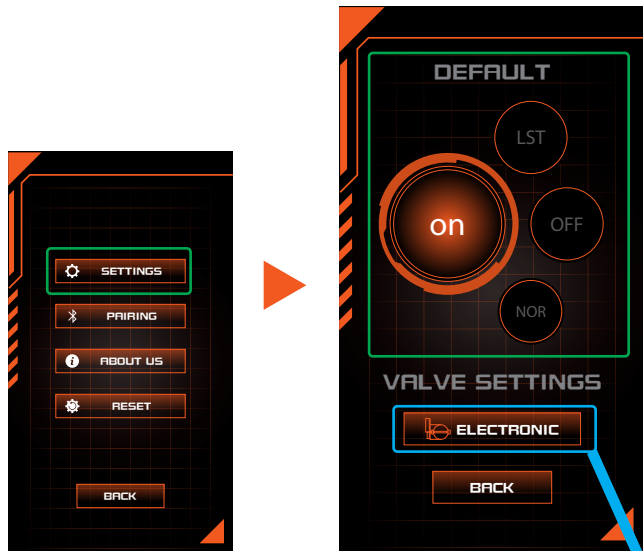 SETTINGS
PAIRING
ABOUT US
RESET
BACK
DEFAULT
LST
on
OFF
NOR
VALVE SETTINGS
ELECTRONIC
BACK